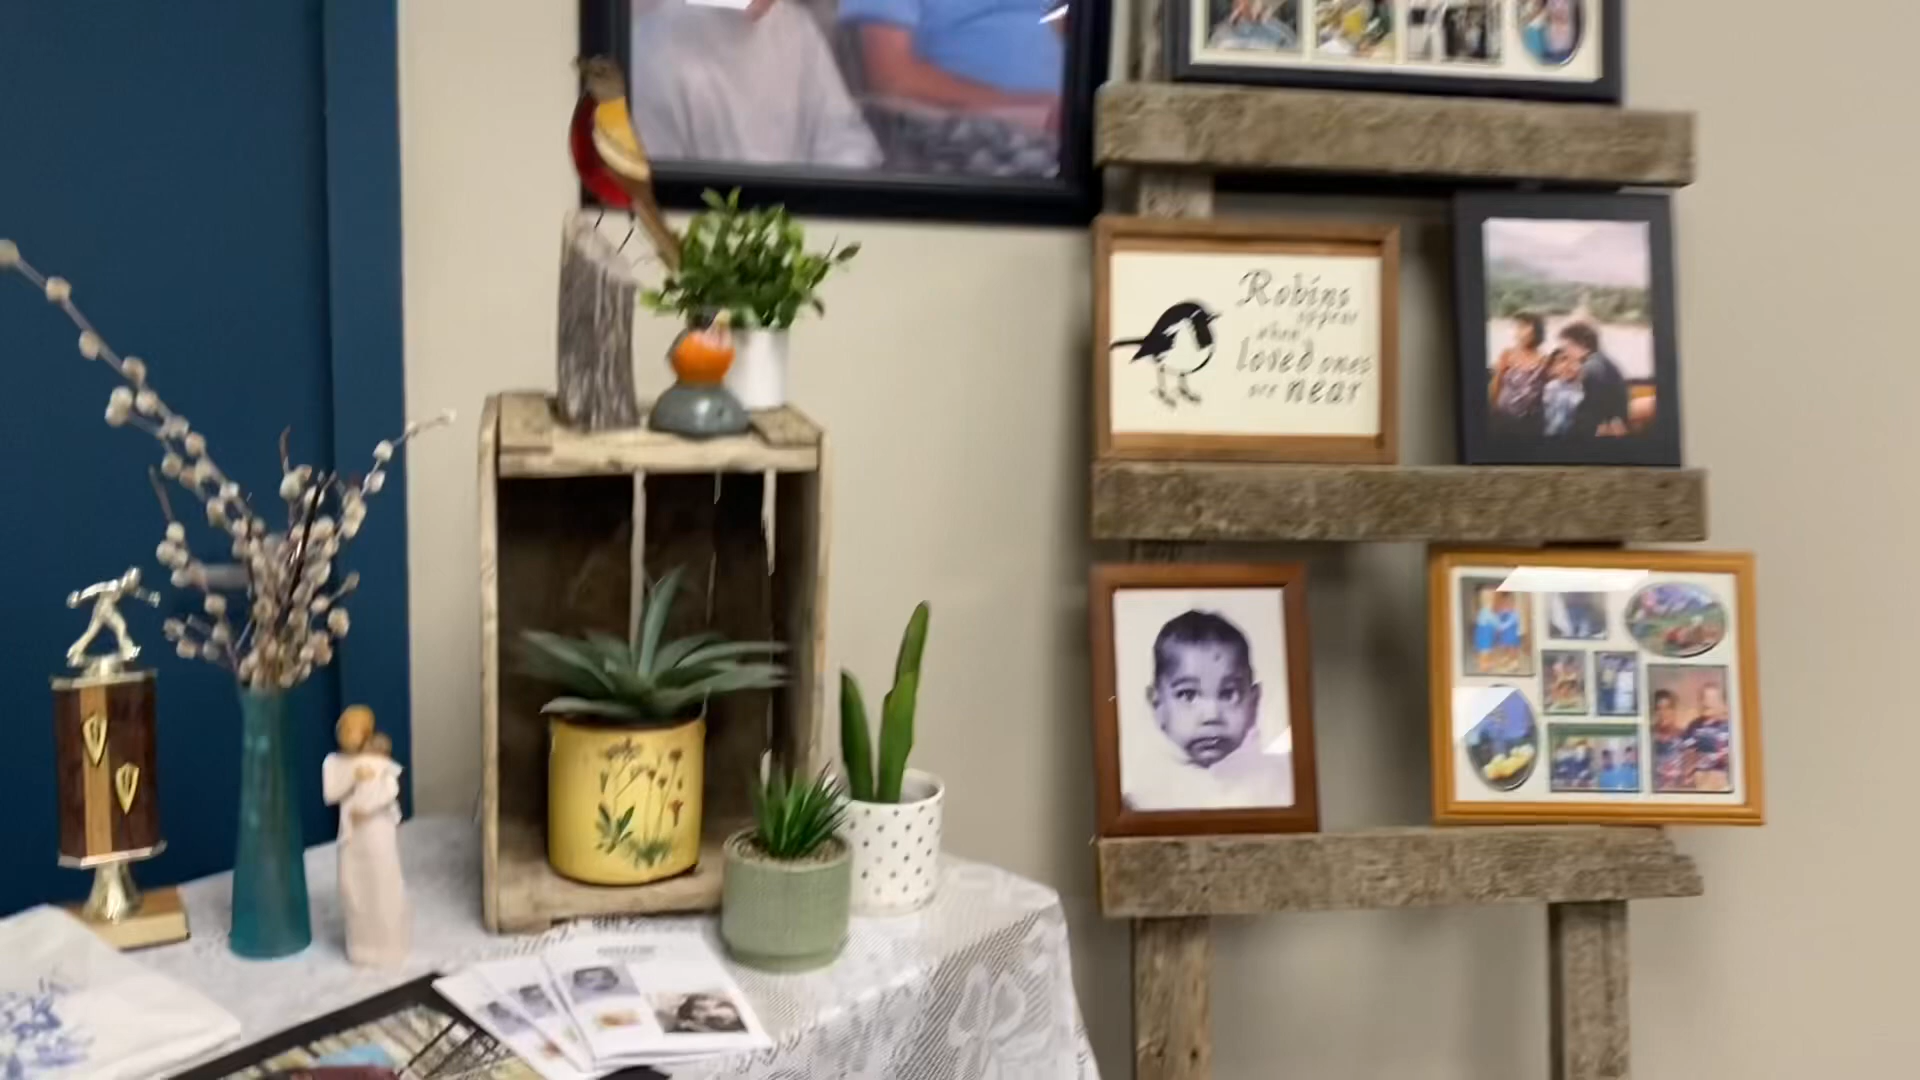 Robins
appear
when
loved ones
are near